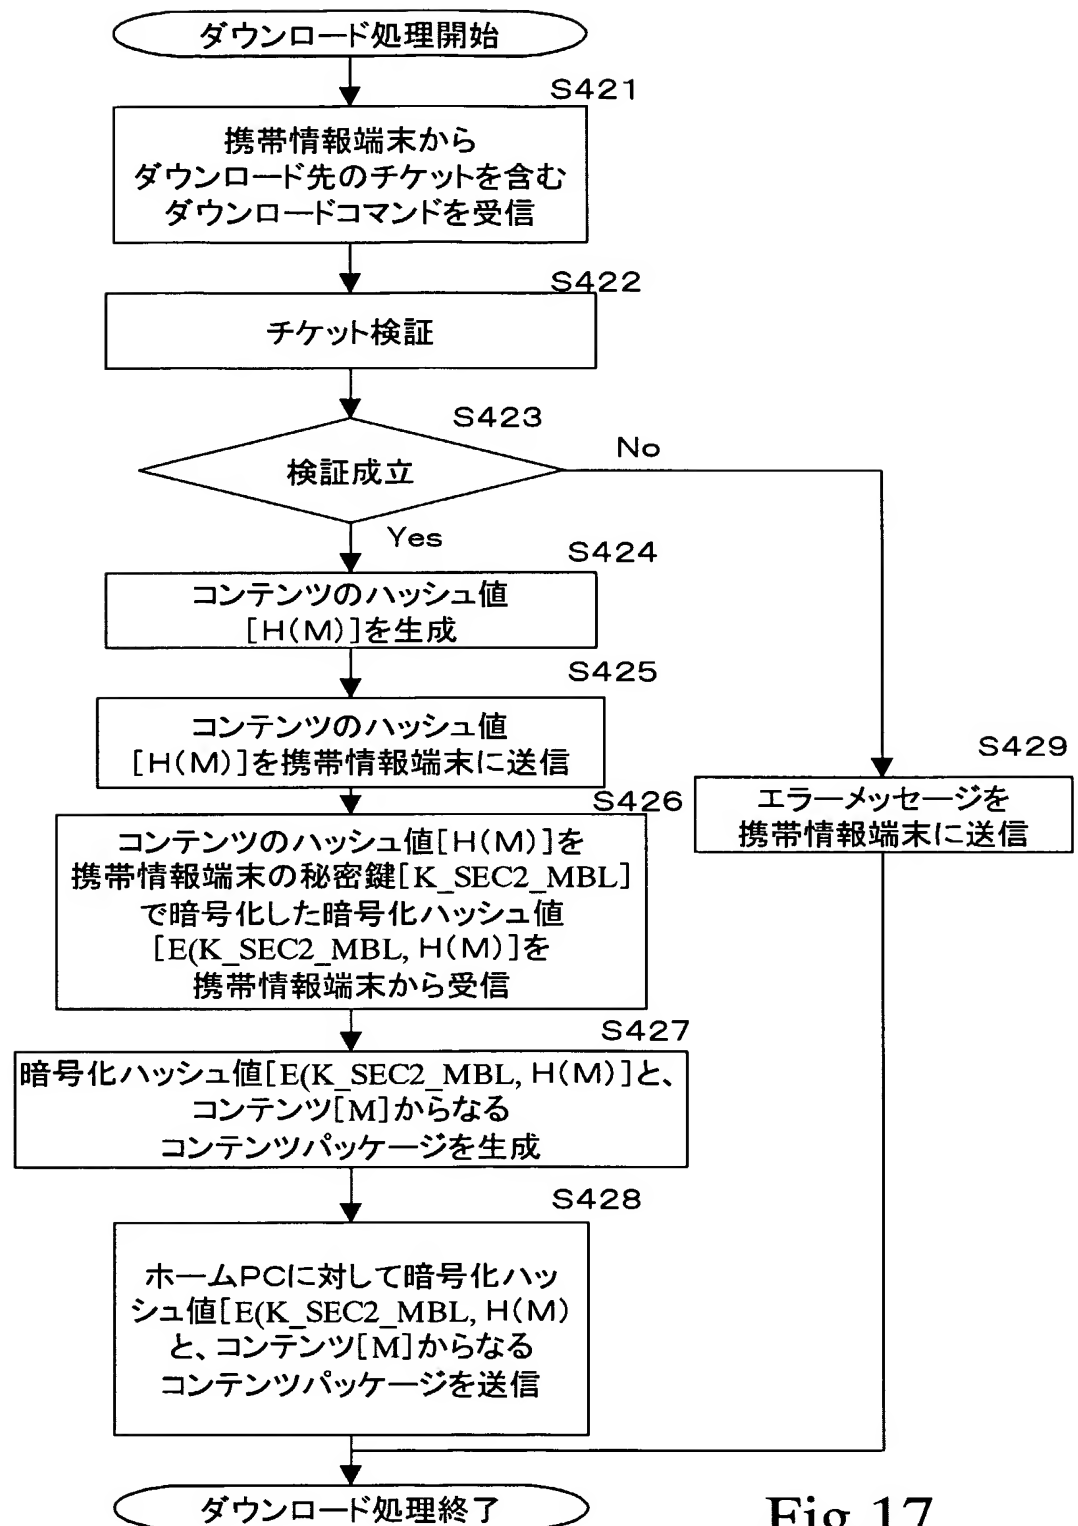 ダウンロード処理開始
S421
携帯情報端末から
ダウンロード先のチケットを含む
ダウンロードコマンドを受信
S422
チケット検証
S423
検証成立
No
Yes
S424
コンテンツのハッシュ値
[H(M)]を生成
S425
コンテンツのハッシュ値
[H(M)]を携帯情報端末に送信
S429
エラーメッセージを
携帯情報端末に送信
S426
コンテンツのハッシュ値[H(M)]を
携帯情報端末の秘密鍵[K_SEC2_MBL]
で暗号化した暗号化ハッシュ値
[E(K_SEC2_MBL, H(M)]を
携帯情報端末から受信
S427
暗号化ハッシュ値[E(K_SEC2_MBL, H(M)]と、
コンテンツ[M]からなる
コンテンツパッケージを生成
S428
ホームPCに対して暗号化ハッ
シュ値[E(K_SEC2_MBL, H(M)
と、コンテンツ[M]からなる
コンテンツパッケージを送信
ダウンロード処理終了
Fig.17